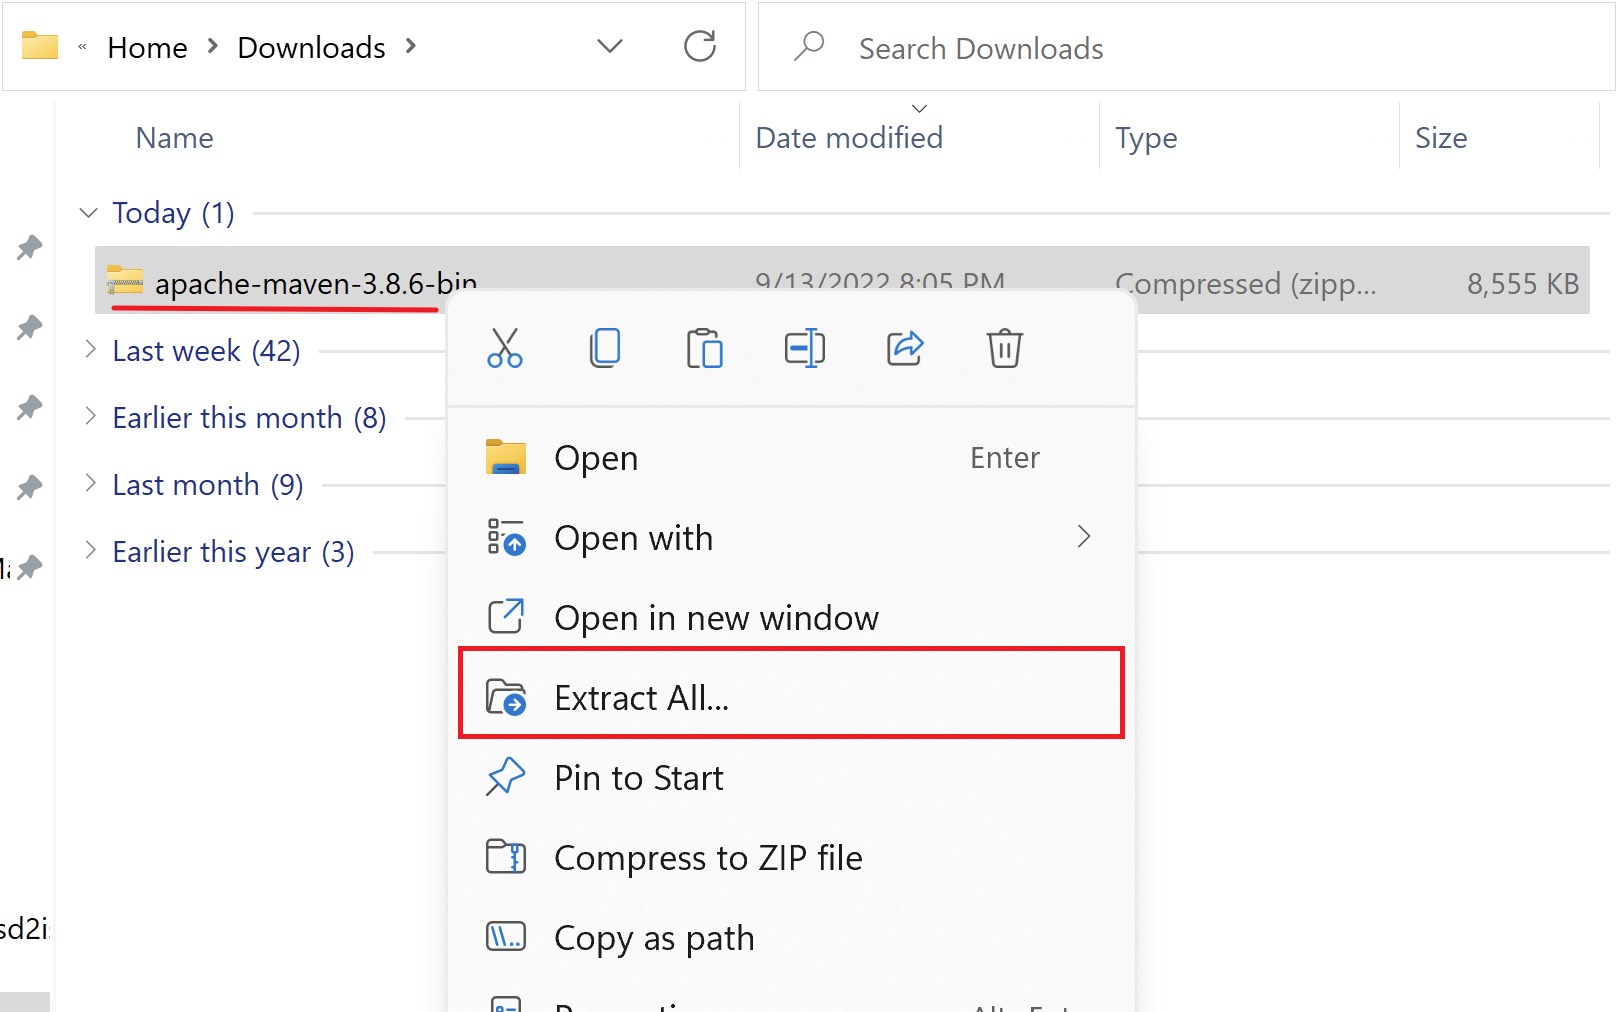 « Home > Downloads >
Search Downloads
Name Date modified Type Size
Today (1)
apache-maven-3.8.6-bin 9/13/2022 8:05 PM Compressed (zipp... 8,555 KB
Last week (42)
Earlier this month (8)
Last month (9)
Earlier this year (3)
Open Enter
Open with
Open in new window
Extract All...
Pin to Start
Compress to ZIP file
sd2i
Copy as path